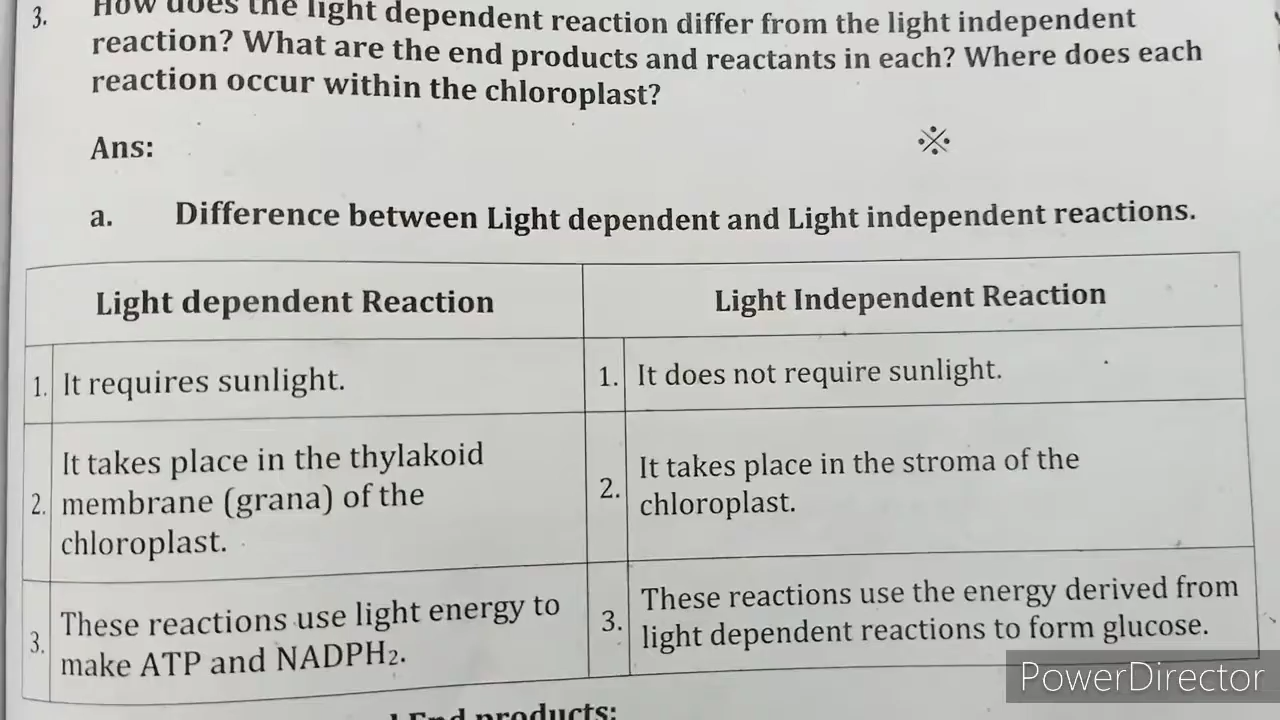 3. How does the light dependent reaction differ from the light independent
reaction? What are the end products and reactants in each? Where does each
reaction occur within the chloroplast?
Ans:
※
a. Difference between Light dependent and Light independent reactions.
Light dependent Reaction
Light Independent Reaction
1. It requires sunlight.
1. It does not require sunlight.
2. It takes place in the thylakoid
membrane (grana) of the
chloroplast.
2. It takes place in the stroma of the
chloroplast.
3. These reactions use light energy to
make ATP and NADPH₂.
3. These reactions use the energy derived from
light dependent reactions to form glucose.
End products:
PowerDirector